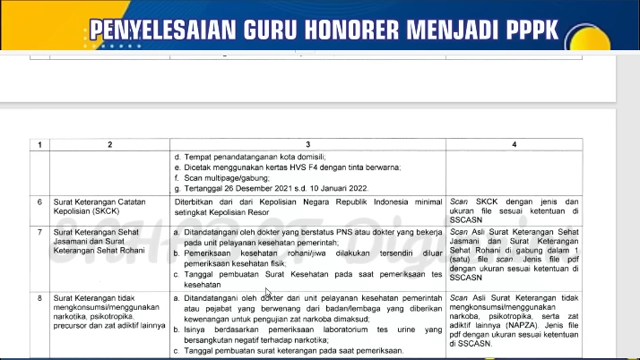 PENYELESAIAN GURU HONORER MENJADI PPPK
1 2 3 4
d. Tempat penandatanganan kota domisili;
e. Dicetak menggunakan kertas HVS F4 dengan tinta berwarna;
f. Scan multipage/gabung;
g. Tertanggal 26 Desember 2021 s.d. 10 Januari 2022
6
Surat Keterangan Catatan
Kepolisian (SKCK)
Diterbitkan dari dari Kepolisian Negara Republik Indonesia minimal
setingkat Kepolisian Resor
Scan SKCK dengan jenis dan
ukuran file sesuai ketentuan di
SSCASN
7
Surat Keterangan Sehat
Jasamani dan Surat
Keterangan Sehat Rohani
a. Ditandatangani oleh dokter yang berstatus PNS atau dokter yang bekerja
pada unit pelayanan kesehatan pemerintah;
b. Pemeriksaan kesehatan rohani/jiwa dilakukan tersendiri diluar
pemeriksaan kesehatan fisik;
c. Tanggal pembuatan Surat Kesehatan pada saat pemeriksaan tes
kesehatan
Scan Asli Surat Keterangan Sehat
Jasmani dan Surat Keterangan
Sehat Rohani di gabung dalam 1
(satu) file scan Jenis file pdf
dengan ukuran sesuai ketentuan di
SSCASN
8
Surat Keterangan tidak
mengkonsumsi/menggunakan
narkotika, psikotropika,
precursor dan zat adiktif lainnya
a. Ditandatangani oleh dokter dari unit pelayanan kesehatan pemerintah
atau pejabat yang berwenang dari badan/lembaga yang diberikan
kewenangan untuk pengujian zat narkoba dimaksud;
b. Isinya berdasarkan pemeriksaan laboratorium tes urine yang
bersangkutan negatif terhadap narkotika;
c. Tanggal pembuatan surat keterangan pada saat pemeriksaan.
Scan Asli Surat Keterangan tidak
mengkonsumsi/menggunakan
narkoba, psikotropika, serta zat
adiktif lainnya (NAPZA). Jenis file
pdf dengan ukuran sesuai ketentuan
di SSCASN.